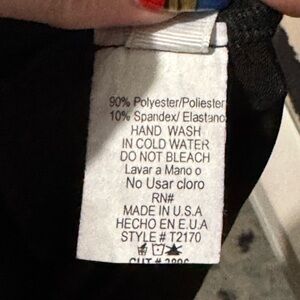 90% Polyester/Poliester
10% Spandex/ Elastano
HAND WASH
IN COLD WATER
DO NOT BLEACH
Lavar a Mano o
No Usar cloro
RN#
MADE IN U.S.A
HECHO EN E.U.A
STYLE # T2170
CUT #